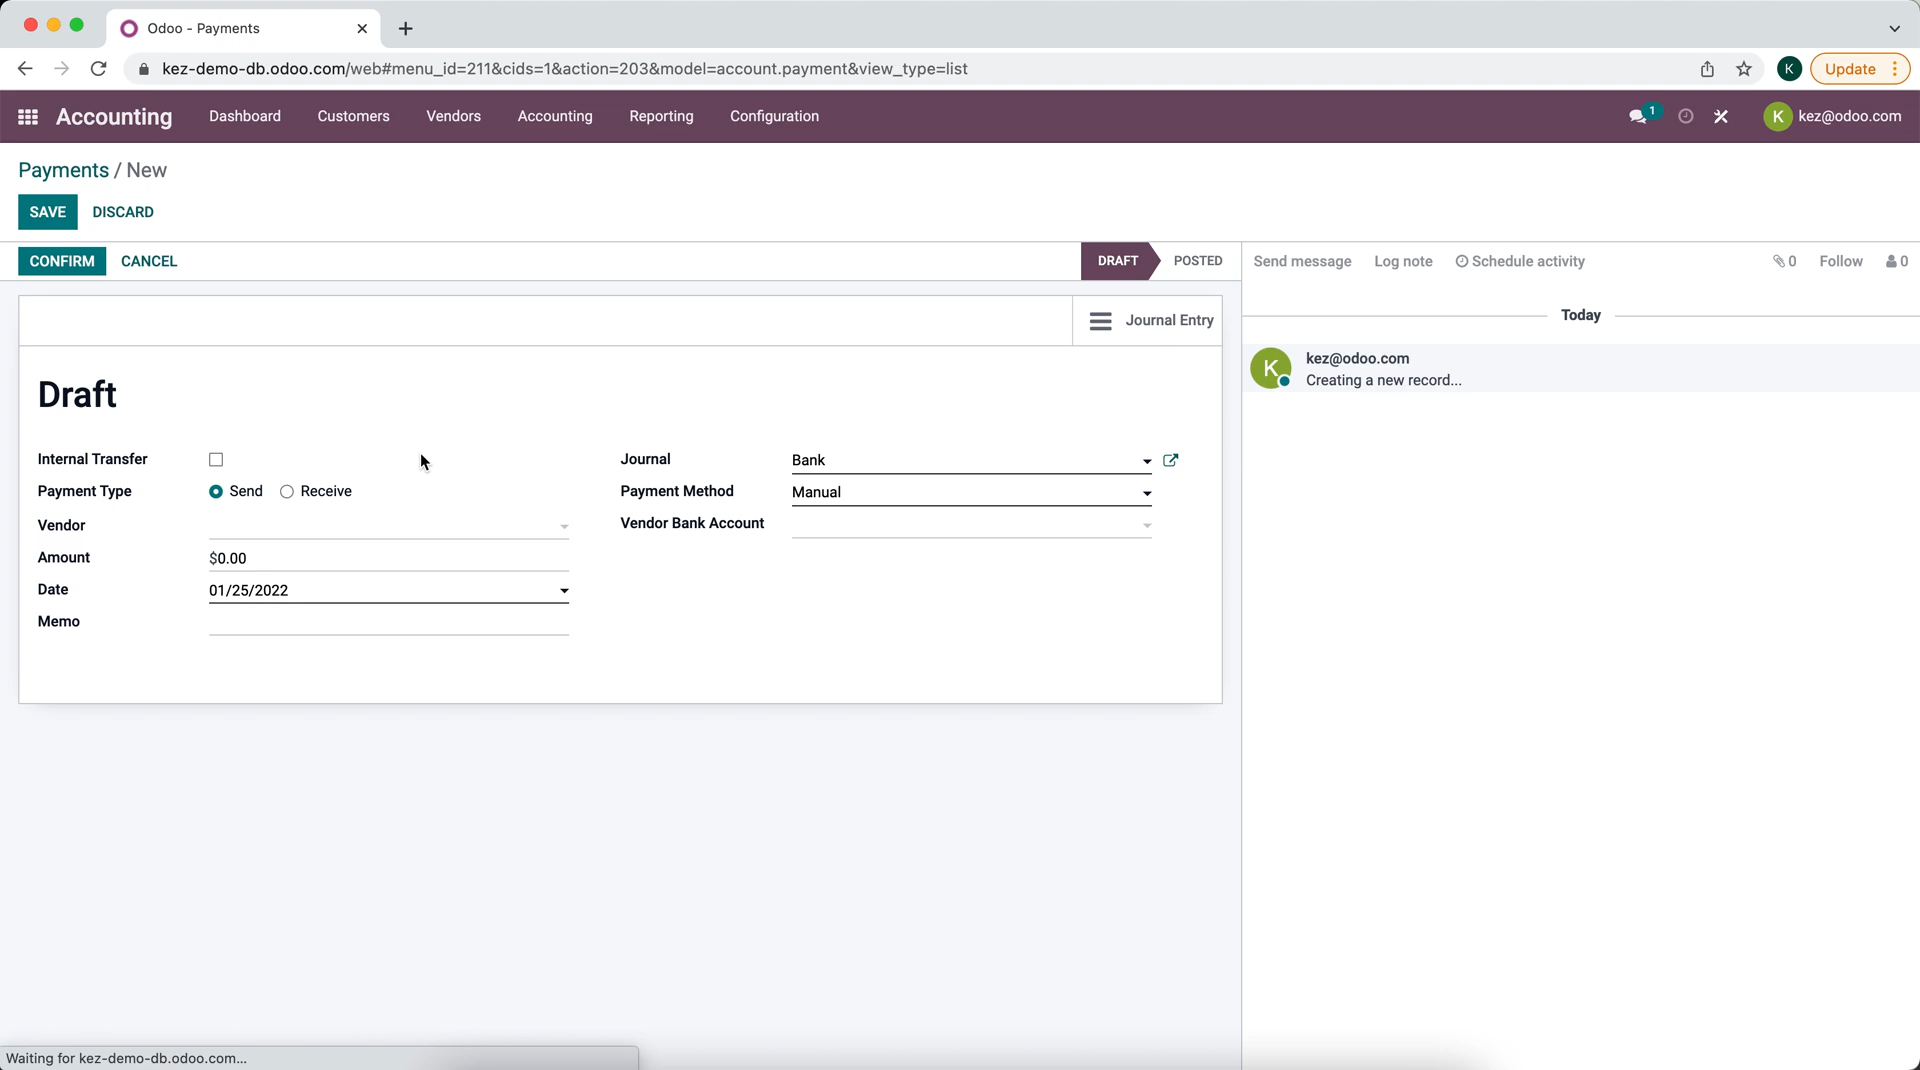 Odoo - Payments
kez-demo-db.odoo.com/web#menu_id=211&cids=1&action=203&model=account.payment&view_type=list
K
Update
Accounting
Dashboard
Customers
Vendors
Accounting
Reporting
Configuration
1
K
kez@odoo.com
Payments / New
SAVE
DISCARD
CONFIRM
CANCEL
DRAFT
POSTED
Send message
Log note
Schedule activity
0
Follow
0
Journal Entry
Today
K
kez@odoo.com
Creating a new record...
Draft
Internal Transfer
Payment Type
Send
Receive
Vendor
Amount
$0.00
Date
01/25/2022
Memo
Journal
Bank
Payment Method
Manual
Vendor Bank Account
Waiting for kez-demo-db.odoo.com...